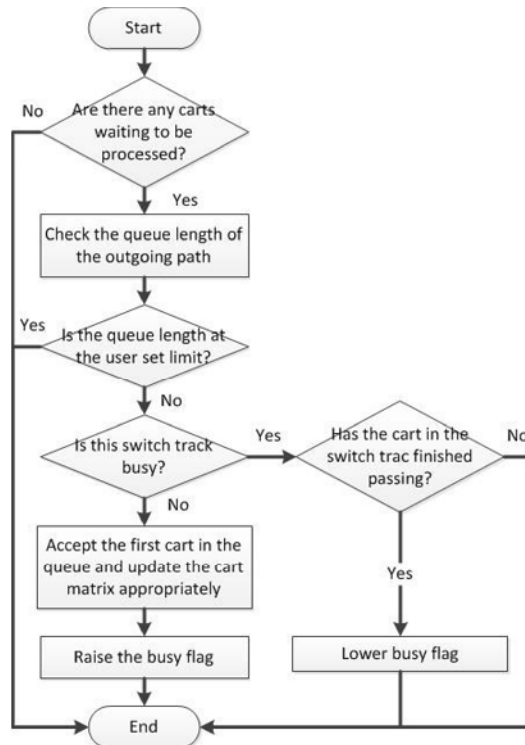 Start
No
Are there any carts
waiting to be
processed?
Yes
Check the queue length of
the outgoing path
Yes
Is the queue length at
the user set limit?
No
Is this switch track
busy?
Yes
Has the cart in the
switch trac finished
passing?
No
No
Accept the first cart in the
queue and update the cart
matrix appropriately
Yes
Raise the busy flag
Lower busy flag
End